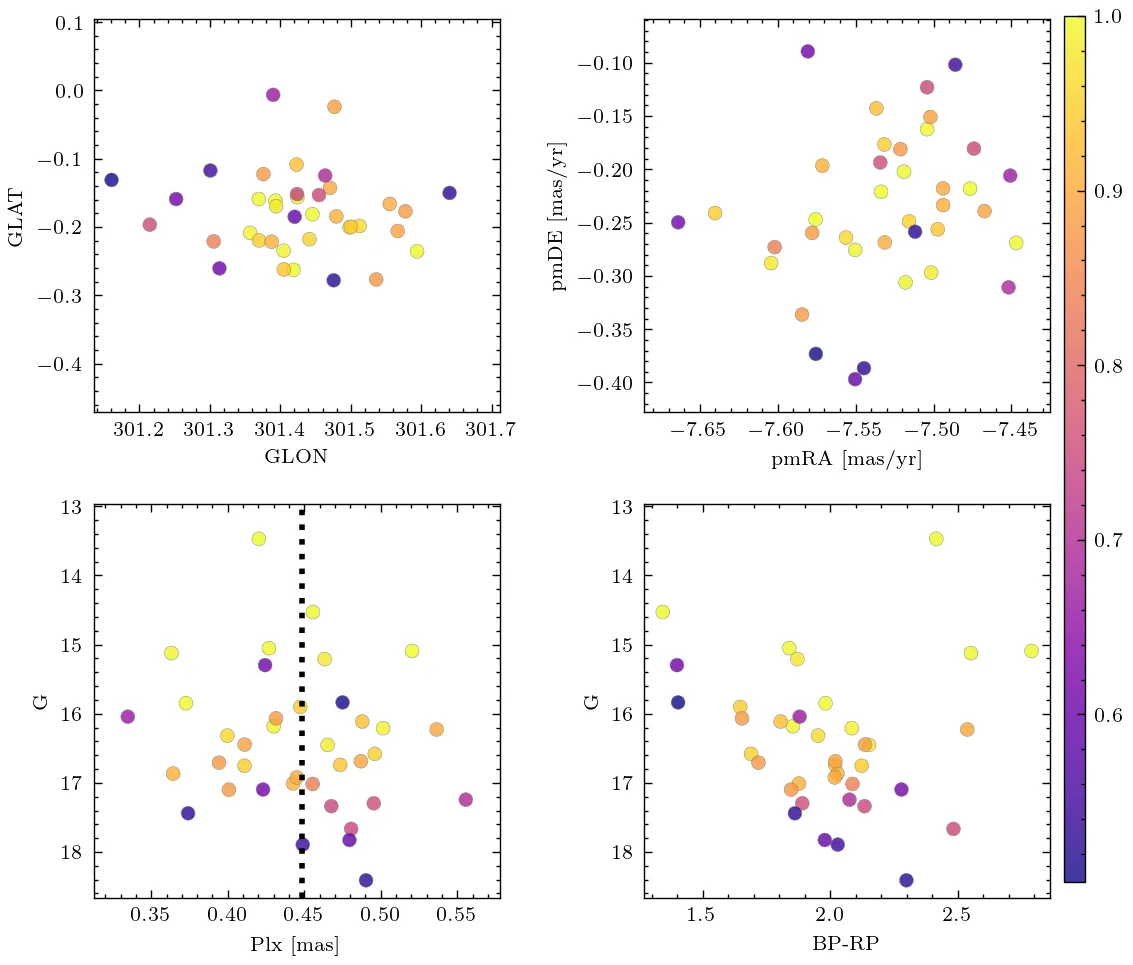 0.1
0.0
−0.1
−0.2
−0.3
−0.4
GLAT
301.2 301.3 301.4 301.5 301.6 301.7
GLON
−0.10
−0.15
−0.20
−0.25
−0.30
−0.35
−0.40
pmDE [mas/yr]
−7.65 −7.60 −7.55 −7.50 −7.45
pmRA [mas/yr]
1.0
0.9
0.8
0.7
0.6
13
14
15
16
17
18
G
0.35 0.40 0.45 0.50 0.55
Plx [mas]
13
14
15
16
17
18
G
1.5 2.0 2.5
BP-RP